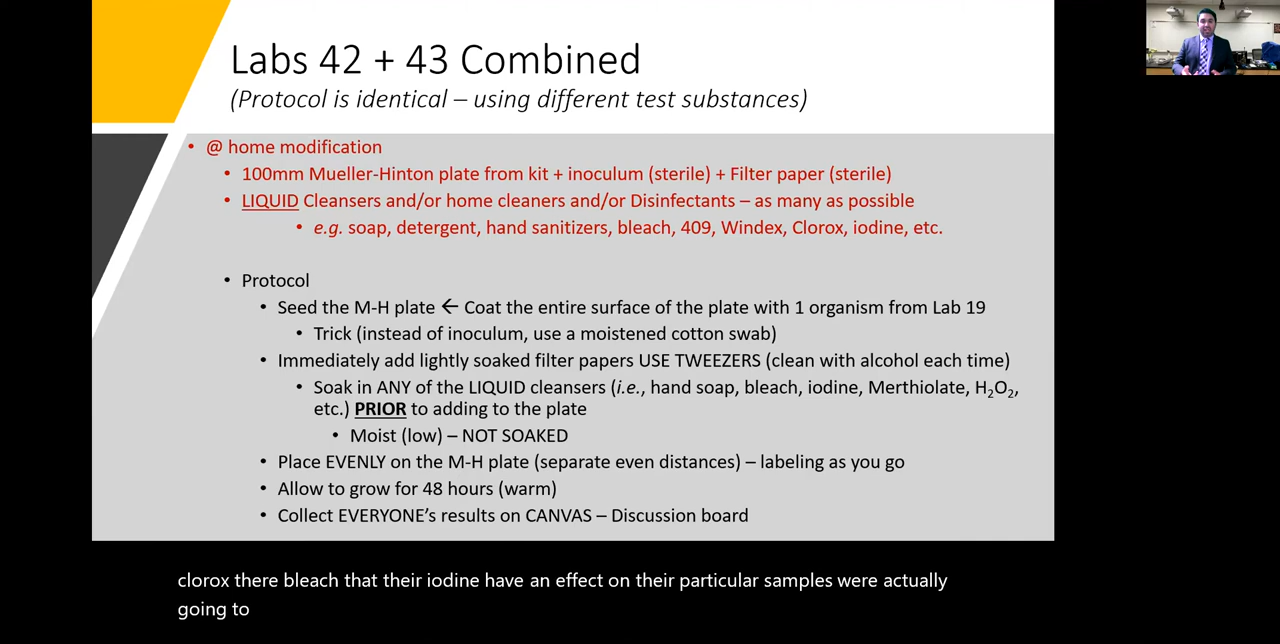 Labs 42 + 43 Combined
(Protocol is identical – using different test substances)
• @ home modification
• 100mm Mueller-Hinton plate from kit + inoculum (sterile) + Filter paper (sterile)
• LIQUID Cleansers and/or home cleaners and/or Disinfectants – as many as possible
• e.g. soap, detergent, hand sanitizers, bleach, 409, Windex, Clorox, iodine, etc.
• Protocol
• Seed the M-H plate ← Coat the entire surface of the plate with 1 organism from Lab 19
• Trick (instead of inoculum, use a moistened cotton swab)
• Immediately add lightly soaked filter papers USE TWEEZERS (clean with alcohol each time)
• Soak in ANY of the LIQUID cleansers (i.e., hand soap, bleach, iodine, Merthiolate, H₂O₂,
etc.) PRIOR to adding to the plate
• Moist (low) – NOT SOAKED
• Place EVENLY on the M-H plate (separate even distances) – labeling as you go
• Allow to grow for 48 hours (warm)
• Collect EVERYONE's results on CANVAS – Discussion board
clorox there bleach that their iodine have an effect on their particular samples were actually
going to